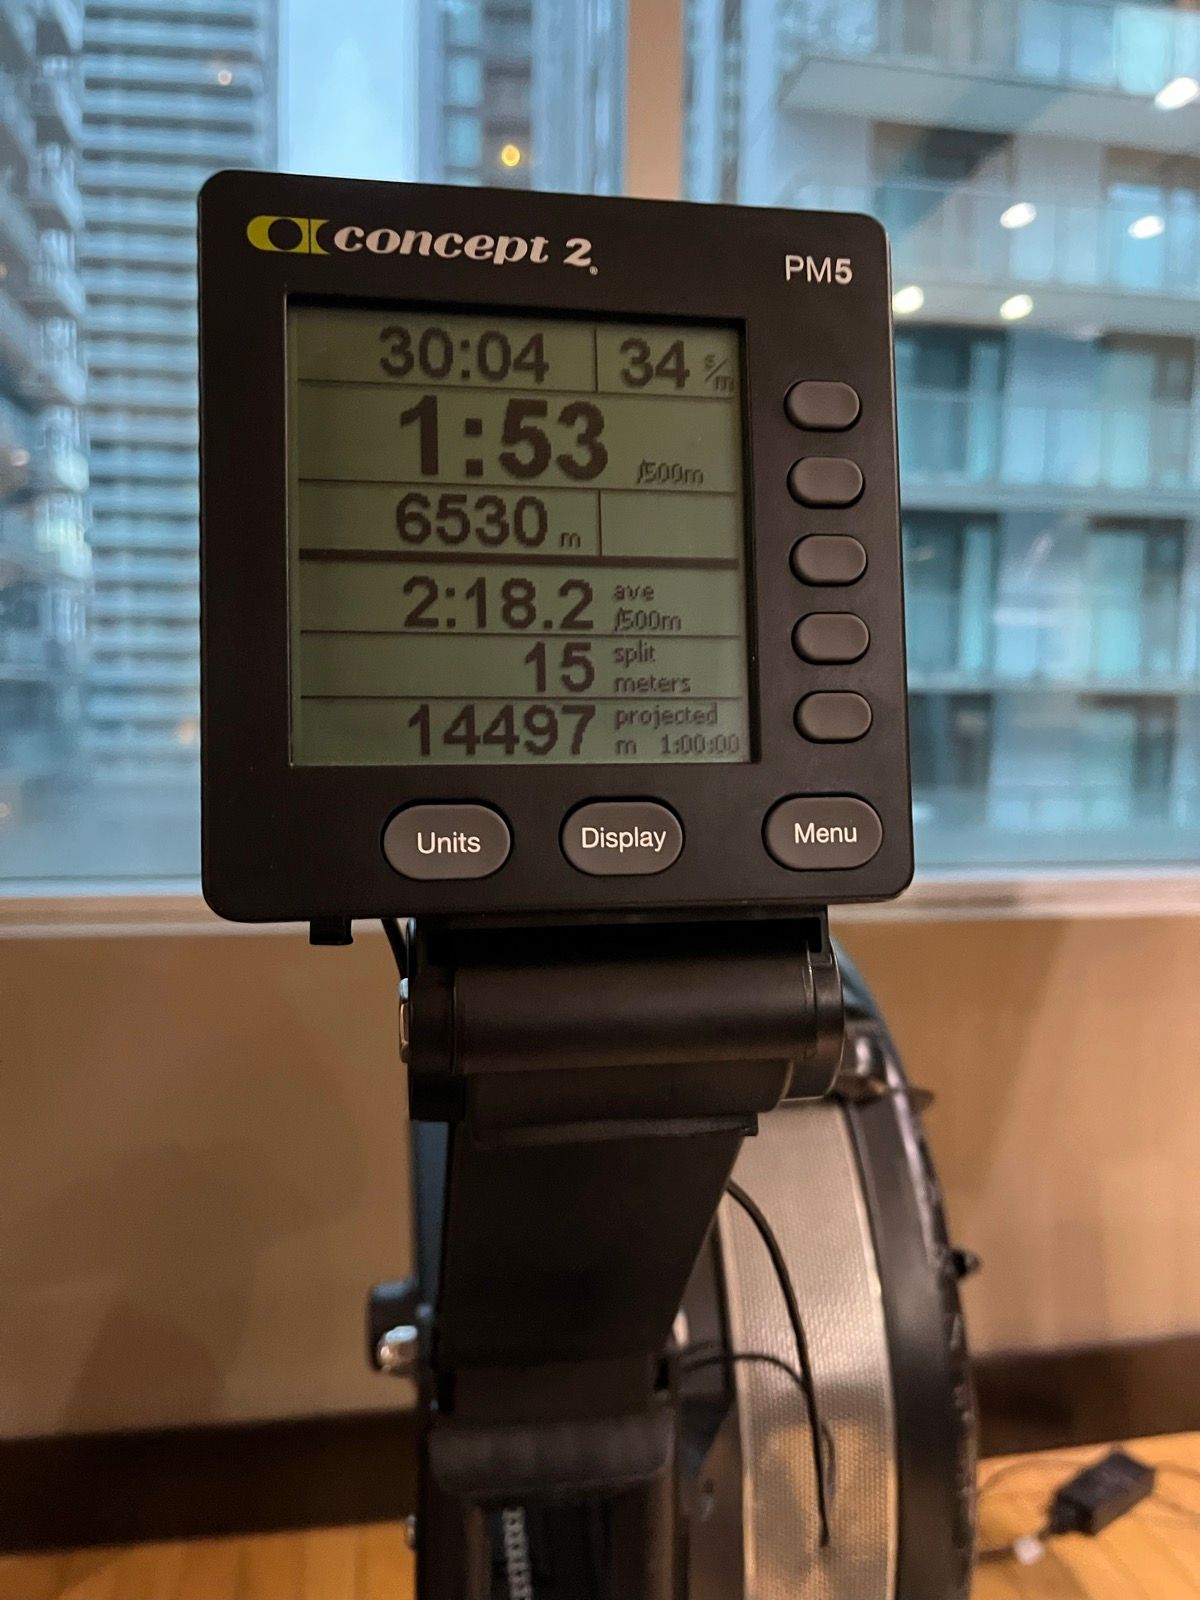 concept 2®
PM5
30:04 34 s/m
1:53 /500m
6530 m
2:18.2 ave /500m
15 split meters
14497 projected m 1:00:00
Units Display Menu